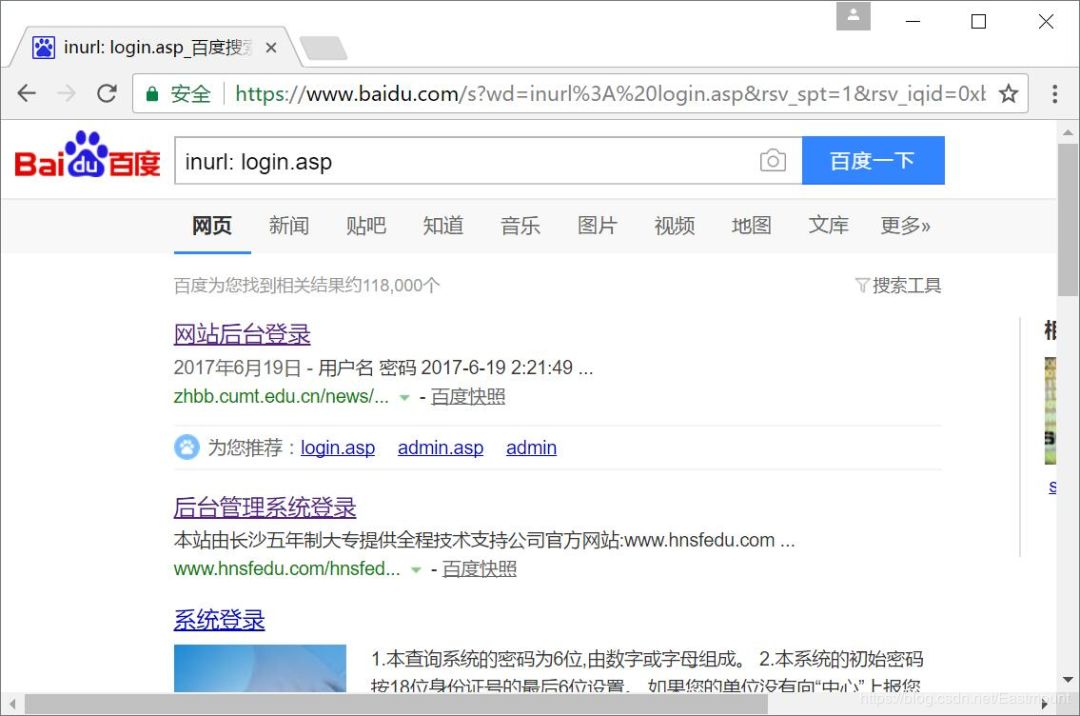 inurl: login.asp_百度搜索
安全 https://www.baidu.com/s?wd=inurl%3A%20login.asp&rsv_spt=1&rsv_iqid=0xb
Bai du 百度 inurl: login.asp 百度一下
网页 新闻 贴吧 知道 音乐 图片 视频 地图 文库 更多»
百度为您找到相关结果约118,000个 搜索工具
网站后台登录
2017年6月19日 - 用户名 密码 2017-6-19 2:21:49 ...
zhbb.cumt.edu.cn/news/... - 百度快照
为您推荐：login.asp admin.asp admin
后台管理系统登录
本站由长沙五年制大专提供全程技术支持公司官方网站:www.hnsfedu.com ...
www.hnsfedu.com/hnsfed... - 百度快照
系统登录
1.本查询系统的密码为6位,由数字或字母组成。 2.本系统的初始密码
按18位身份证号的最后6位设置。 如果您的单位没有向“中心”上报您
https://blog.csdn.net/Eastmount